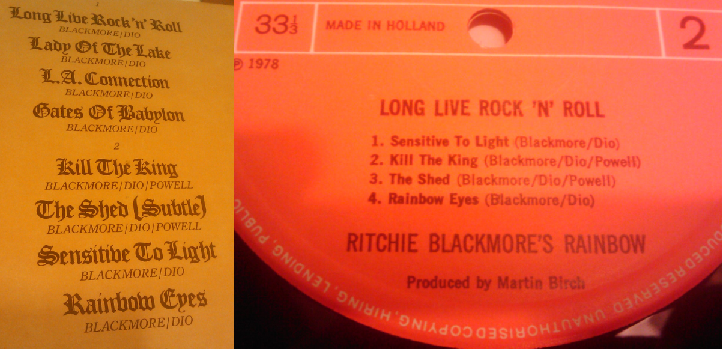 1
Long Live Rock 'n' Roll
BLACKMORE/DIO
Lady Of The Lake
BLACKMORE/DIO
L.A. Connection
BLACKMORE/DIO
Gates Of Babylon
BLACKMORE/DIO
2
Kill The King
BLACKMORE/DIO/POWELL
The Shed (Subtle)
BLACKMORE/DIO/POWELL
Sensitive To Light
BLACKMORE/DIO
Rainbow Eyes
BLACKMORE/DIO
33 1/3
MADE IN HOLLAND
2
℗ 1978
LONG LIVE ROCK 'N' ROLL
1. Sensitive To Light (Blackmore/Dio)
2. Kill The King (Blackmore/Dio/Powell)
3. The Shed (Blackmore/Dio/Powell)
4. Rainbow Eyes (Blackmore/Dio)
RITCHIE BLACKMORE'S RAINBOW
Produced by Martin Birch
UNAUTHORISED COPYING, HIRING, LENDING, PUBLIC